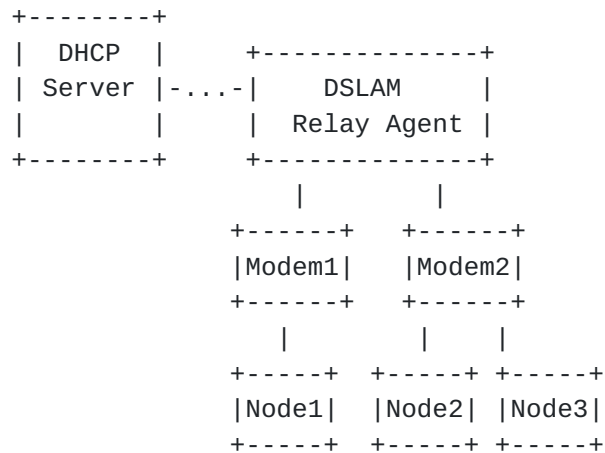 DHCP
Server -...- DSLAM
Relay Agent
Modem1 Modem2
Node1 Node2 Node3